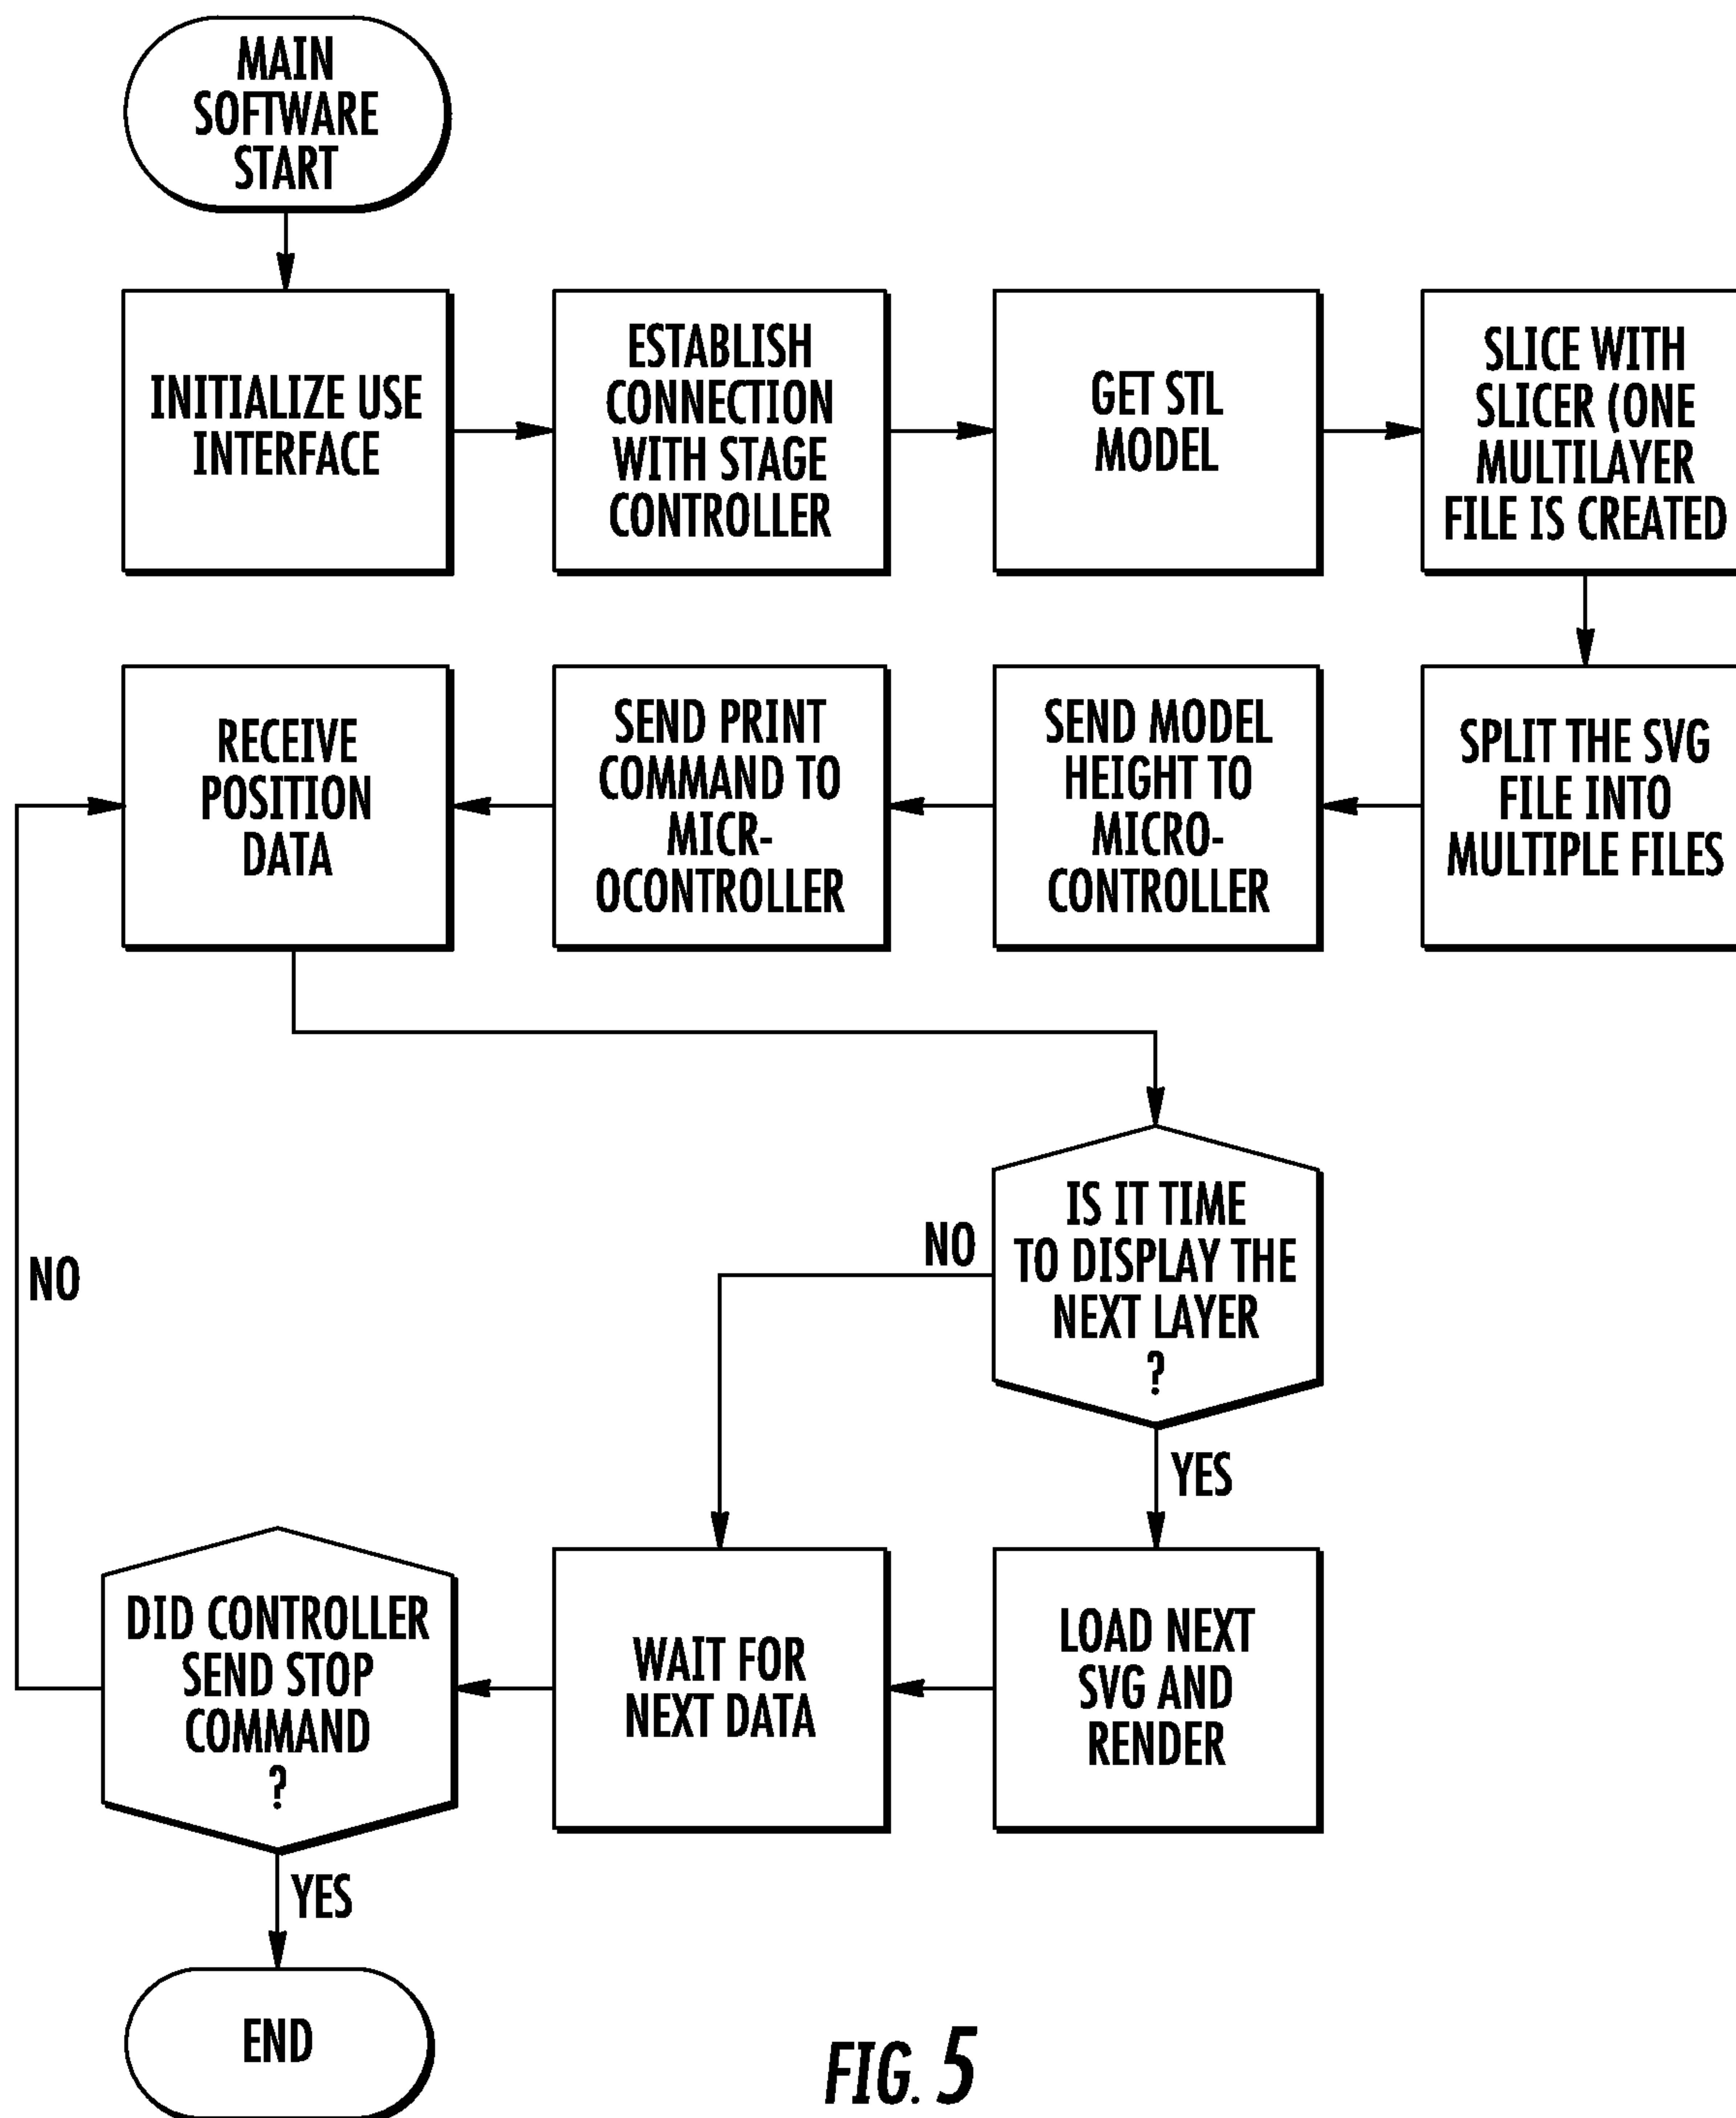 MAIN
SOFTWARE
START
INITIALIZE USE
INTERFACE
ESTABLISH
CONNECTION
WITH STAGE
CONTROLLER
GET STL
MODEL
SLICE WITH
SLICER (ONE
MULTILAYER
FILE IS CREATED
SPLIT THE SVG
FILE INTO
MULTIPLE FILES
SEND MODEL
HEIGHT TO
MICRO-
CONTROLLER
SEND PRINT
COMMAND TO
MICR-
OCONTROLLER
RECEIVE
POSITION
DATA
IS IT TIME
TO DISPLAY THE
NEXT LAYER
?
NO
YES
LOAD NEXT
SVG AND
RENDER
WAIT FOR
NEXT DATA
DID CONTROLLER
SEND STOP
COMMAND
?
NO
YES
END
FIG. 5